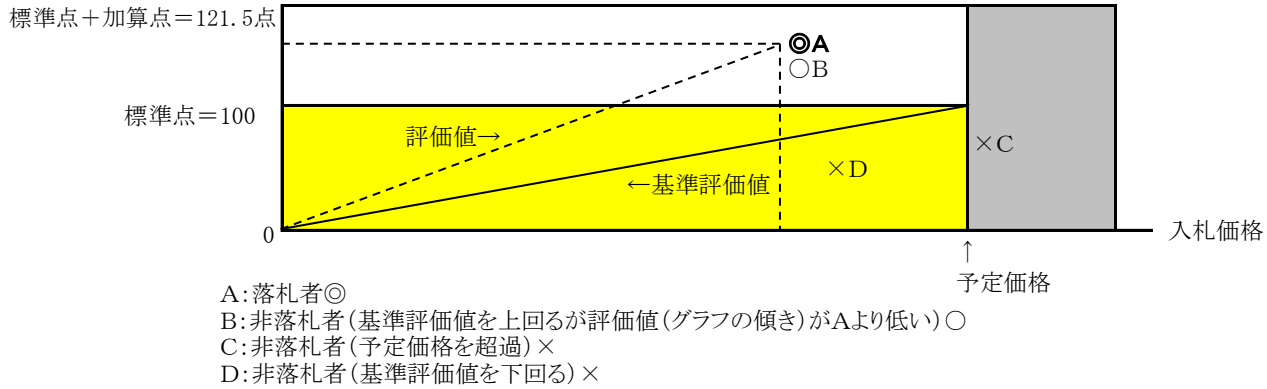 標準点+加算点=121.5点
◎A
○B
標準点=100
評価値→
×C
×D
←基準評価値
0
入札価格
↑
予定価格
A:落札者◎
B:非落札者(基準評価値を上回るが評価値(グラフの傾き)がAより低い)○
C:非落札者(予定価格を超過)×
D:非落札者(基準評価値を下回る)×